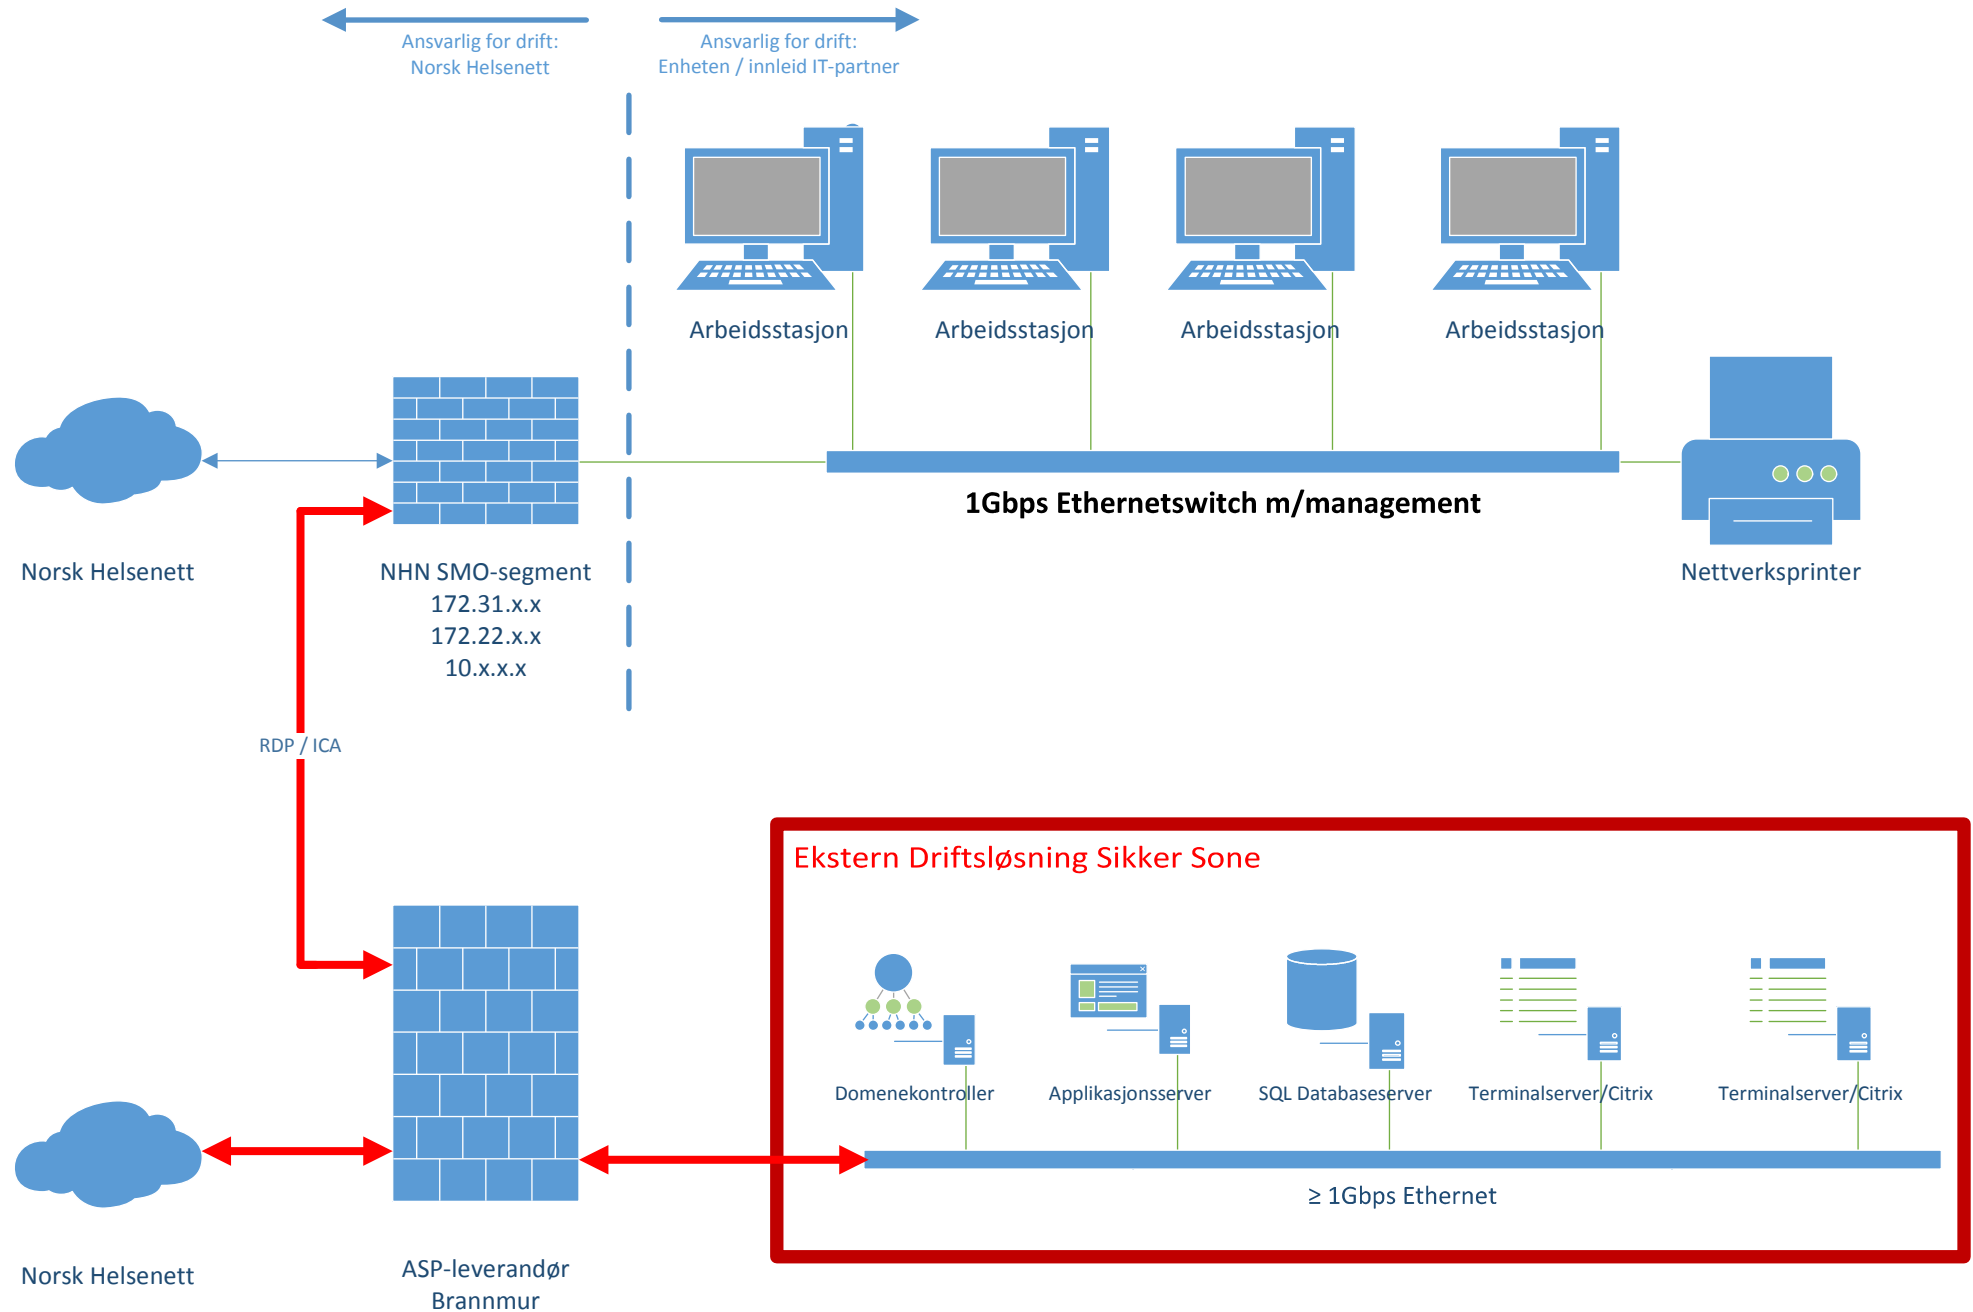 Ansvarlig for drift:
Norsk Helsenett
Ansvarlig for drift:
Enheten / innleid IT-partner
Arbeidsstasjon
Arbeidsstasjon
Arbeidsstasjon
Arbeidsstasjon
1Gbps Ethernetswitch m/management
Norsk Helsenett
NHN SMO-segment
172.31.x.x
172.22.x.x
10.x.x.x
Nettverksprinter
RDP / ICA
Ekstern Driftsløsning Sikker Sone
Domenekontroller
Applikasjonsserver
SQL Databaseserver
Terminalserver/Citrix
Terminalserver/Citrix
≥ 1Gbps Ethernet
Norsk Helsenett
ASP-leverandør
Brannmur